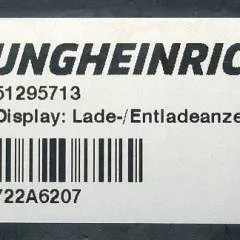 UNGHEINRIC
51295713
Display: Lade-/Entladeanze
722A6207